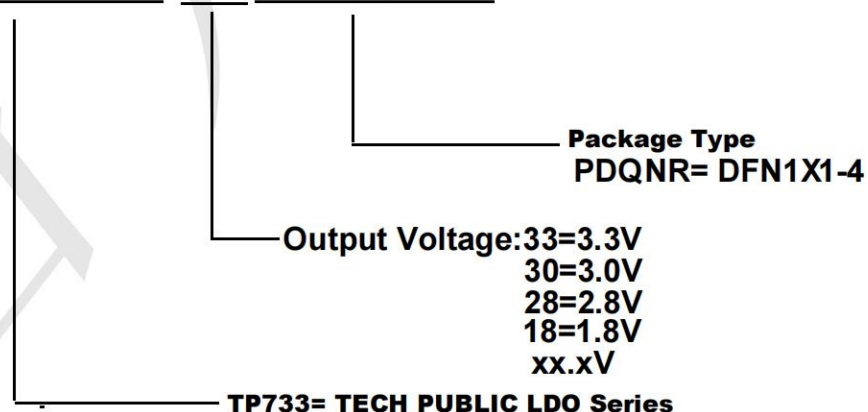 Package Type
PDQNR= DFN1X1-4
Output Voltage:33=3.3V
30=3.0V
28=2.8V
18=1.8V
xx.xV
TP733= TECH PUBLIC LDO Series